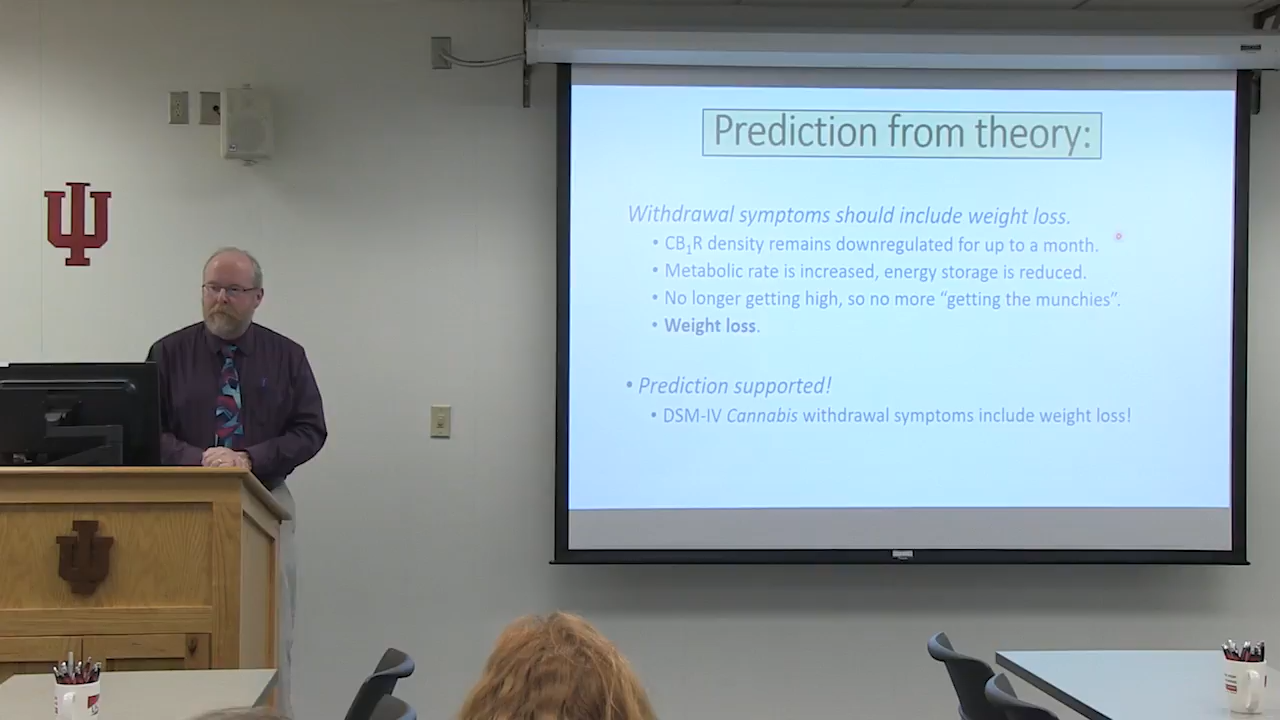 Prediction from theory:
Withdrawal symptoms should include weight loss.
• CB₁R density remains downregulated for up to a month.
• Metabolic rate is increased, energy storage is reduced.
• No longer getting high, so no more “getting the munchies”.
• Weight loss.
• Prediction supported!
• DSM-IV Cannabis withdrawal symptoms include weight loss!